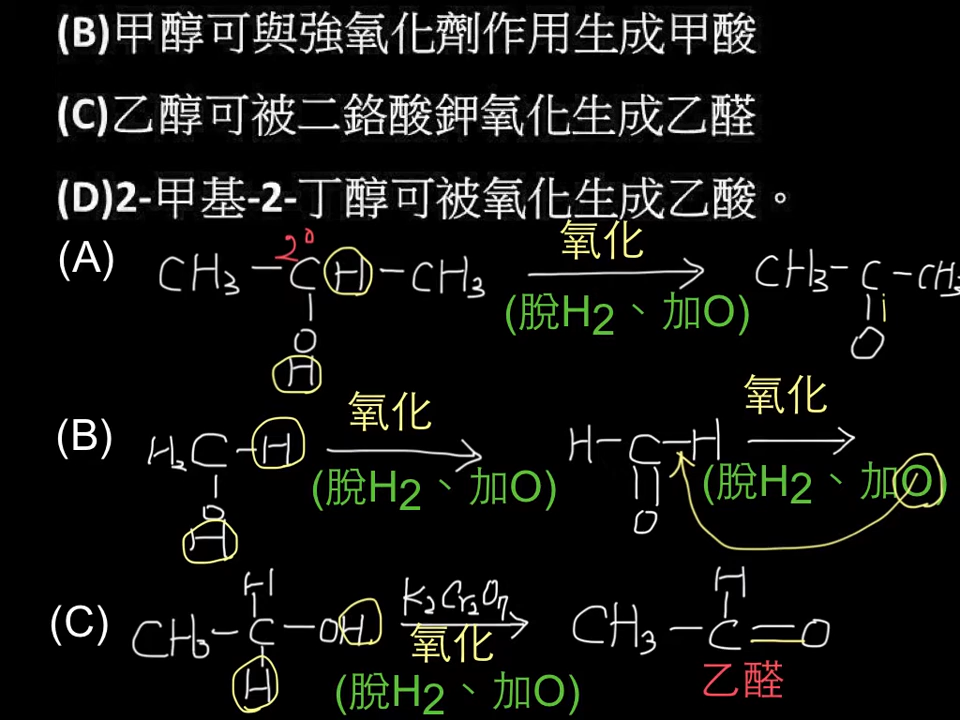 (B)甲醇可與強氧化劑作用生成甲酸
(C)乙醇可被二鉻酸鉀氧化生成乙醛
(D)2-甲基-2-丁醇可被氧化生成乙酸。
(A) CH3 - C H - CH3 氧化 CH3 - C - CH3
2°
(脫H2、加O)
O
H
O
(B) H2C - H 氧化 H - C - H 氧化
(脫H2、加O) (脫H2、加O)
O
H
O
H H
(C) CH3 - C - OH K2Cr2O7 CH3 - C = O
氧化
H
(脫H2、加O) 乙醛